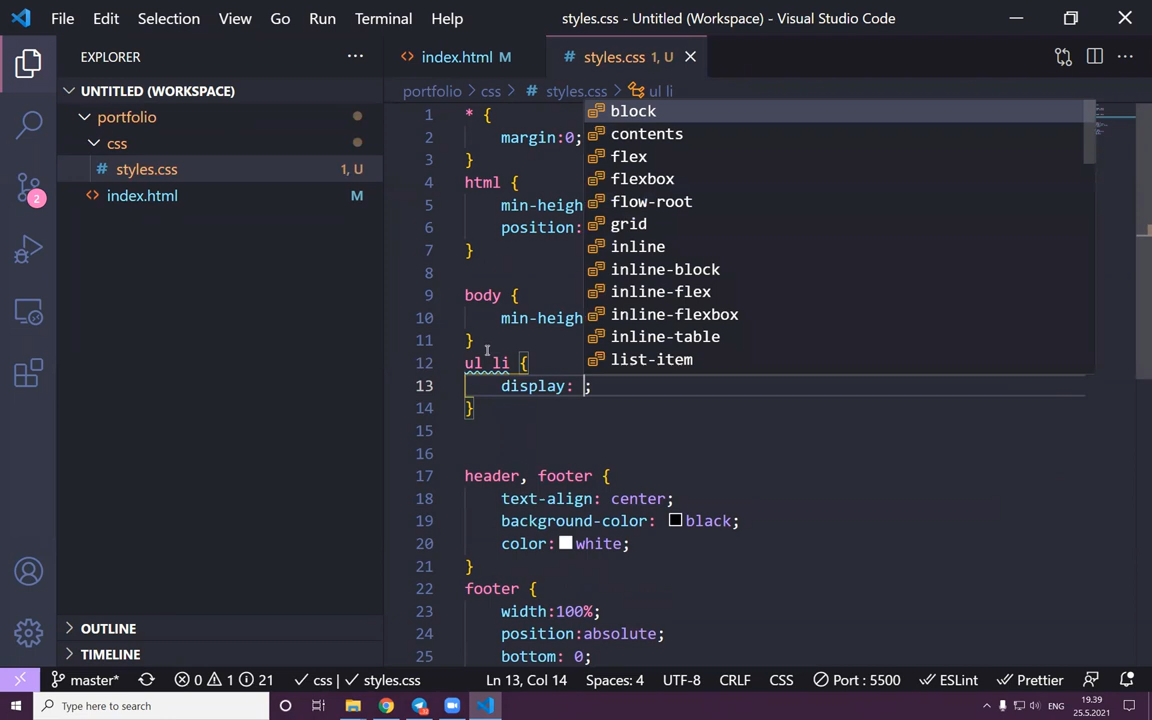 File Edit Selection View Go Run Terminal Help styles.css - Untitled (Workspace) - Visual Studio Code
EXPLORER
UNTITLED (WORKSPACE)
portfolio
css
# styles.css 1, U
index.html M
OUTLINE
TIMELINE
2
index.html M # styles.css 1, U
portfolio > css > # styles.css > ul li
1 * {
2 margin:0;
3 }
4 html {
5 min-heigh
6 position:
7 }
8
9 body {
10 min-heigh
11 }
12 ul li {
13 display: ;
14 }
15
16
17 header, footer {
18 text-align: center;
19 background-color: black;
20 color: white;
21 }
22 footer {
23 width:100%;
24 position:absolute;
25 bottom: 0;
block
contents
flex
flexbox
flow-root
grid
inline
inline-block
inline-flex
inline-flexbox
inline-table
list-item
master* 0 1 21 css | styles.css Ln 13, Col 14 Spaces: 4 UTF-8 CRLF CSS Port : 5500 ESLint Prettier
Type here to search ENG 19.39
25.5.2021